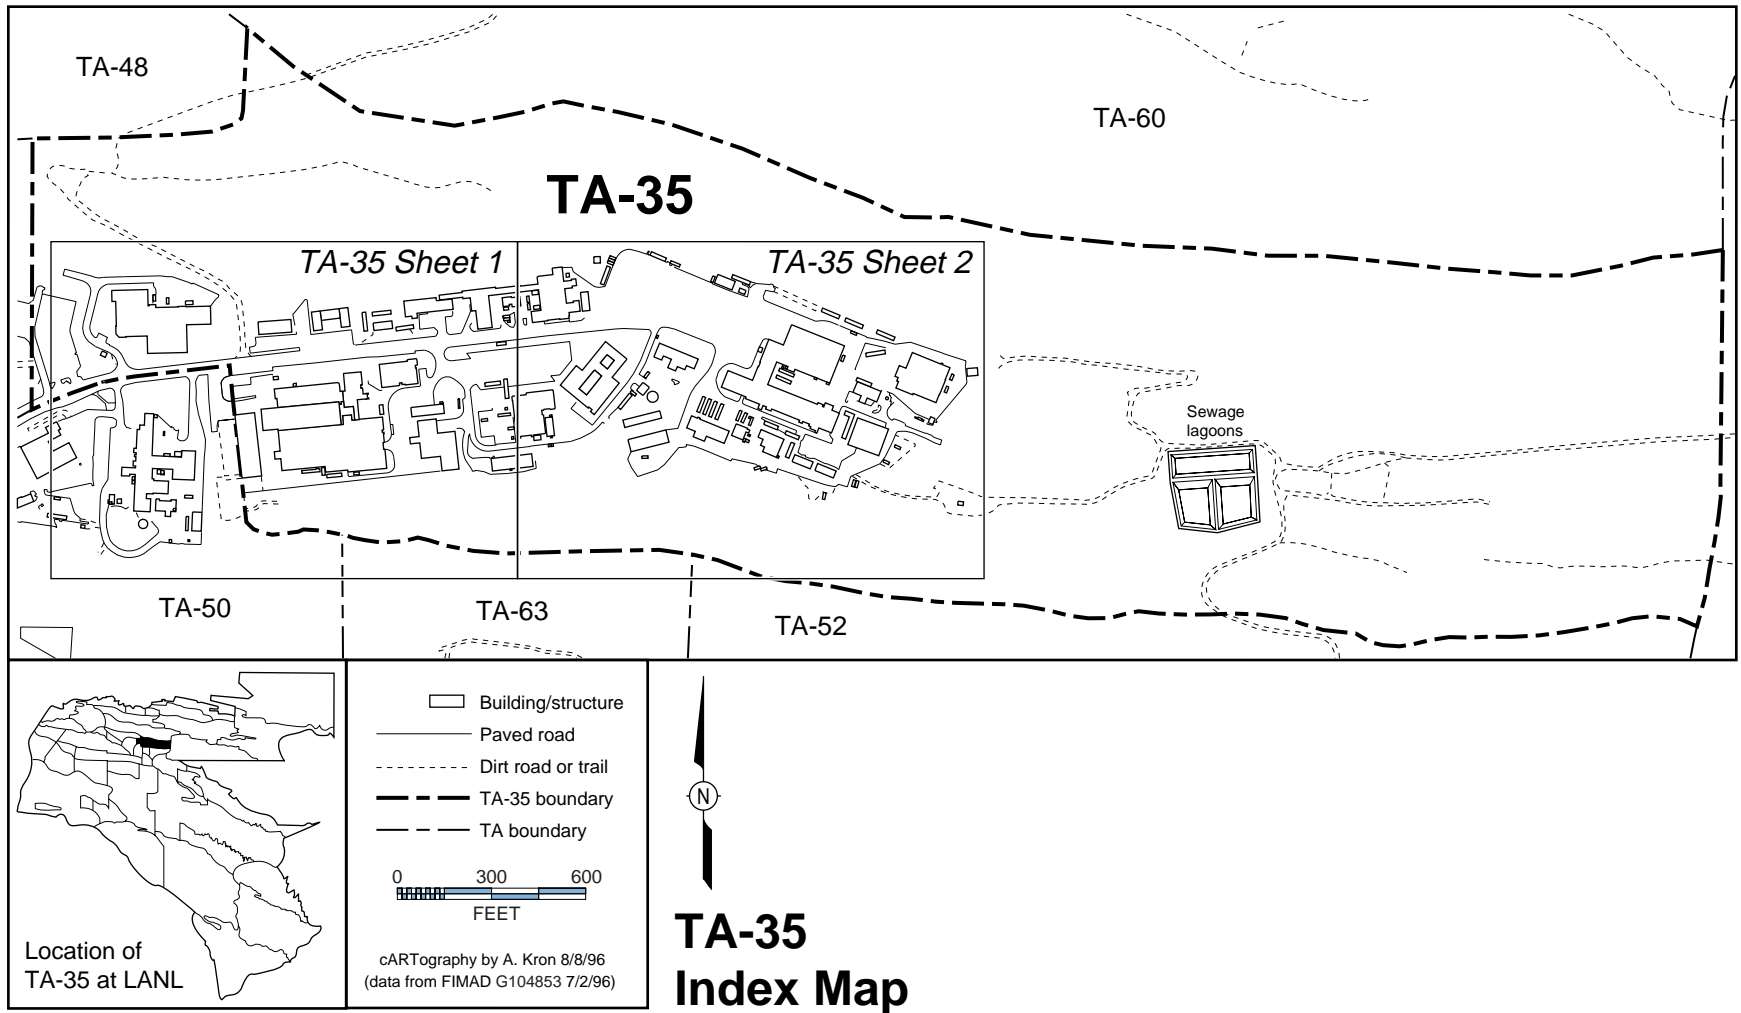 TA-48
TA-60
TA-35
TA-35 Sheet 1
TA-35 Sheet 2
Sewage
lagoons
TA-50
TA-63
TA-52
Location of
TA-35 at LANL
Building/structure
Paved road
Dirt road or trail
TA-35 boundary
TA boundary
0 300 600
FEET
cARTography by A. Kron 8/8/96
(data from FIMAD G104853 7/2/96)
N
TA-35
Index Map